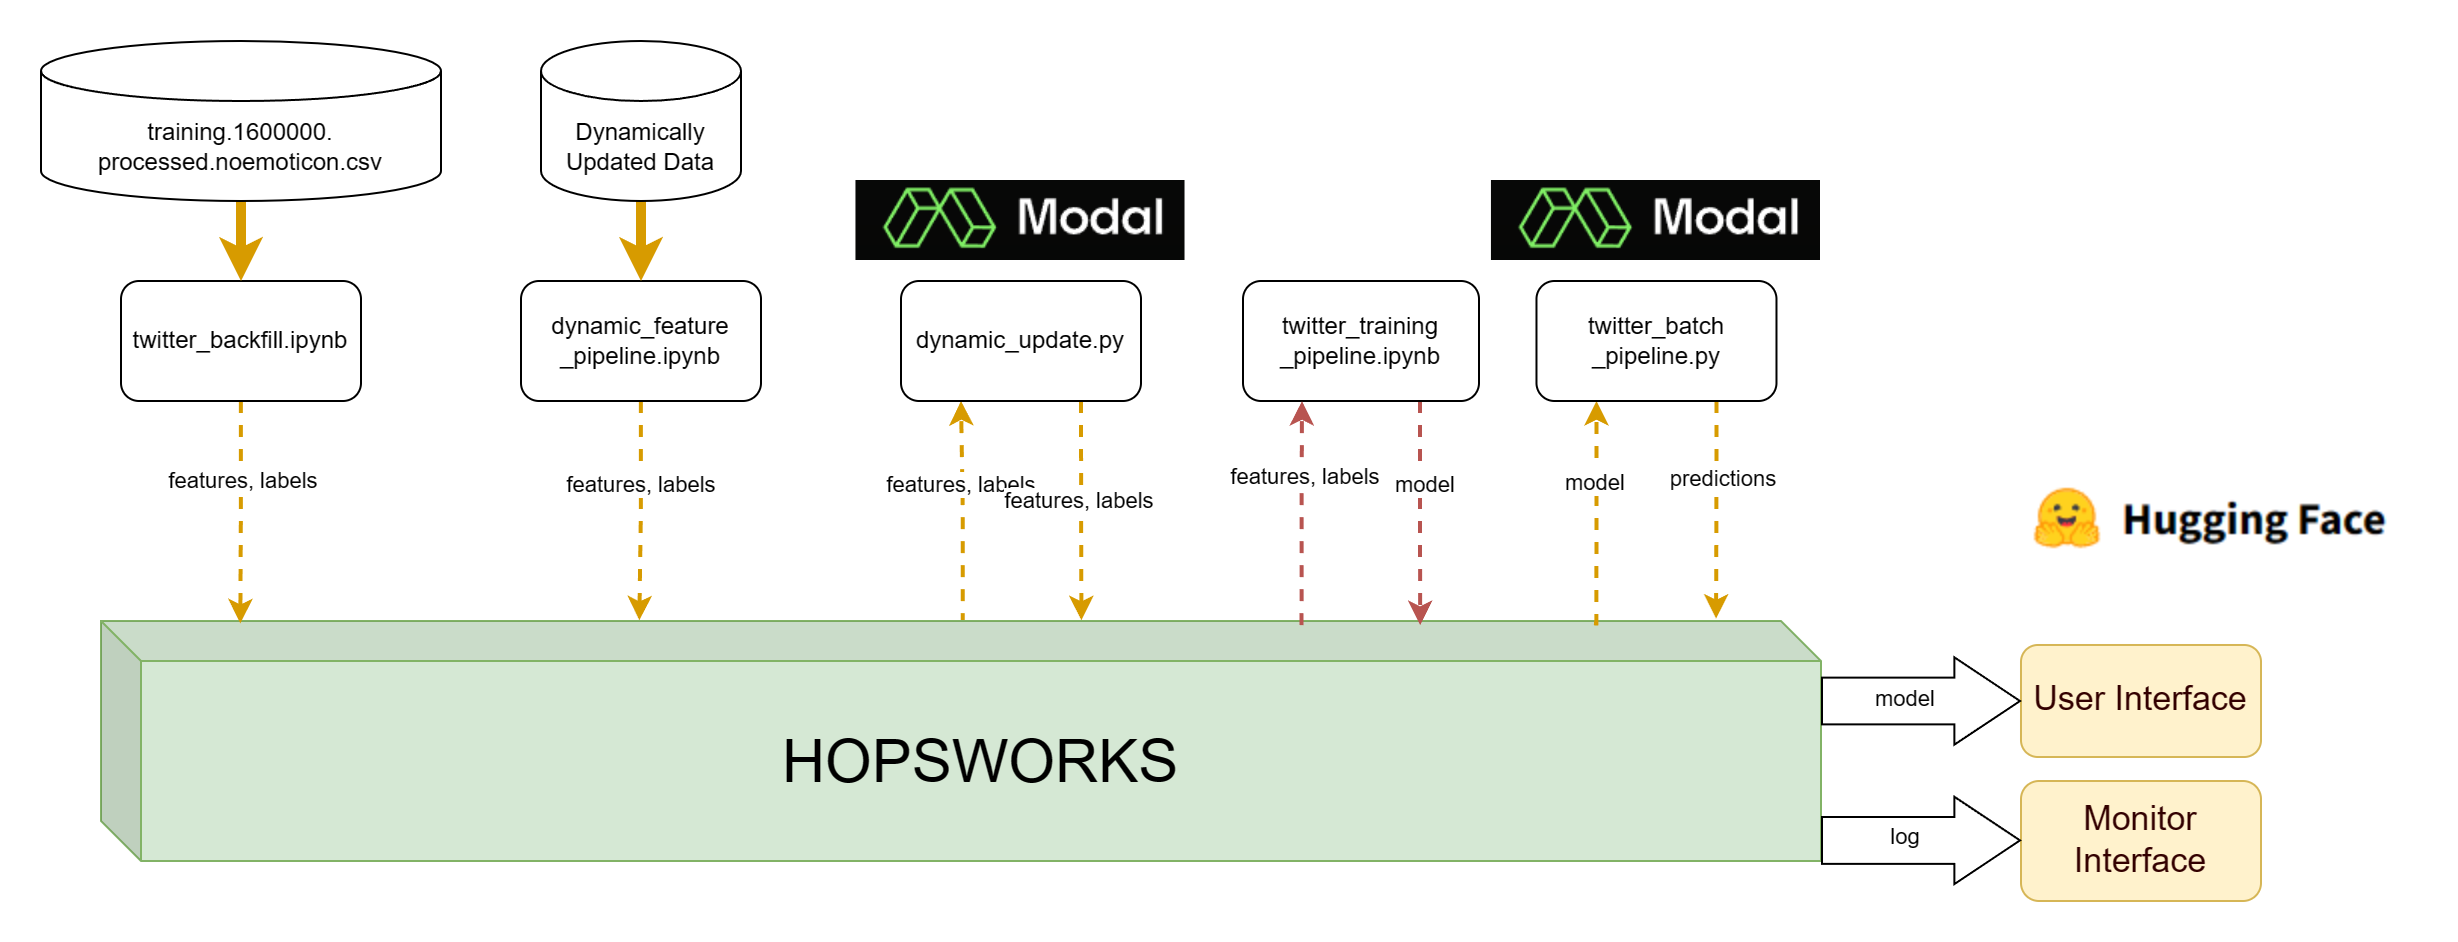 training.1600000.
processed.noemoticon.csv
Dynamically
Updated Data
Modal
Modal
twitter_backfill.ipynb
dynamic_feature
_pipeline.ipynb
dynamic_update.py
twitter_training
_pipeline.ipynb
twitter_batch
_pipeline.py
features, labels
features, labels
features, labels
features, labels
features, labels
model
model
predictions
Hugging Face
HOPSWORKS
model
User Interface
log
Monitor
Interface